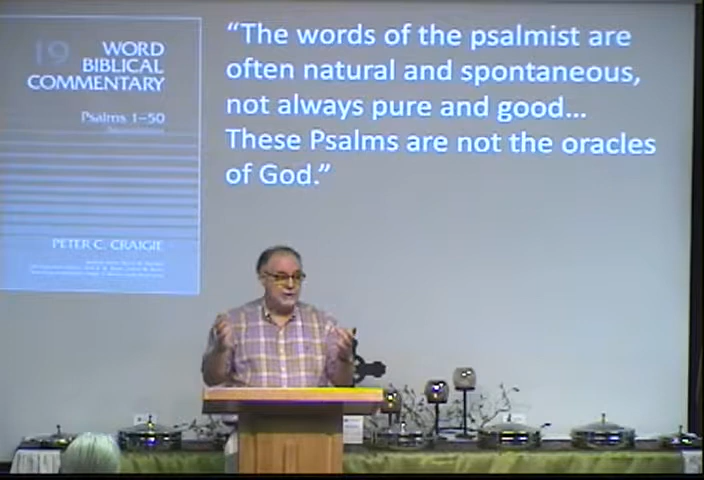 19
WORD
BIBLICAL
COMMENTARY
Psalms 1–50
PETER C. CRAIGIE
“The words of the psalmist are
often natural and spontaneous,
not always pure and good...
These Psalms are not the oracles
of God.”